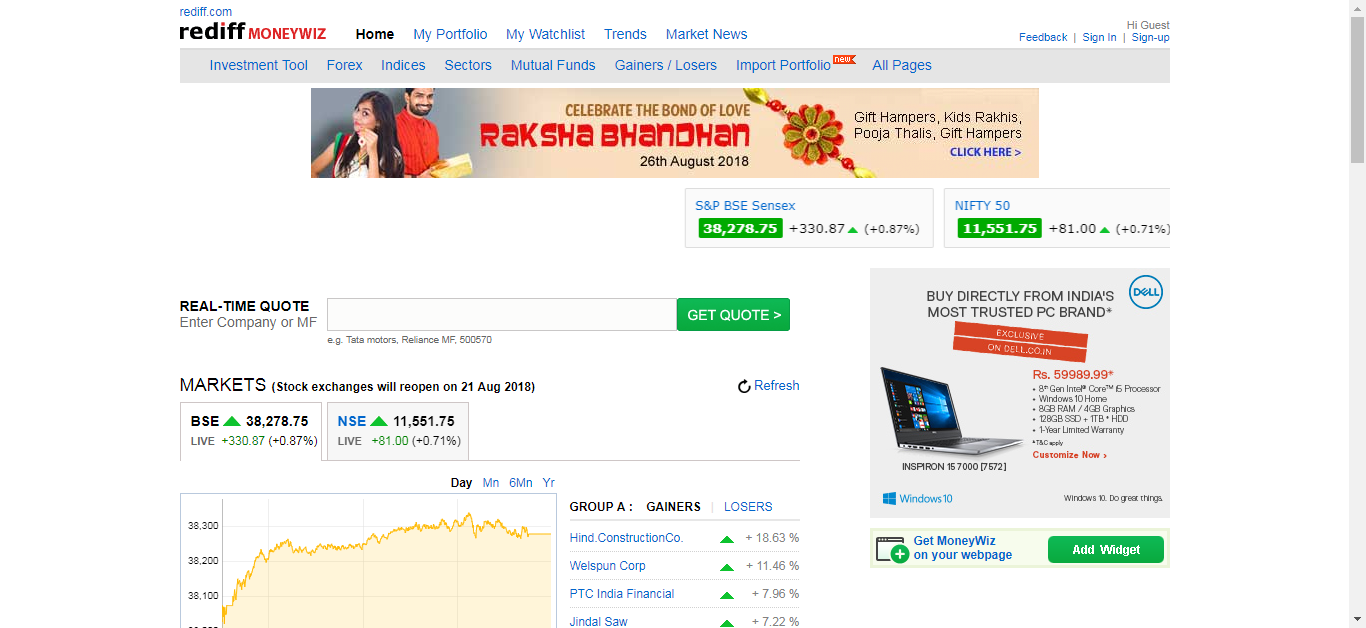 rediff.com
rediff MONEYWIZ
Home My Portfolio My Watchlist Trends Market News
Hi Guest
Feedback | Sign In | Sign-up
Investment Tool Forex Indices Sectors Mutual Funds Gainers / Losers Import Portfolio new All Pages
CELEBRATE THE BOND OF LOVE
RAKSHA BHANDHAN
26th August 2018
Gift Hampers, Kids Rakhis,
Pooja Thalis, Gift Hampers
CLICK HERE >
S&P BSE Sensex
38,278.75 +330.87 (+0.87%)
NIFTY 50
11,551.75 +81.00 (+0.71%)
REAL-TIME QUOTE
Enter Company or MF
GET QUOTE >
e.g. Tata motors, Reliance MF, 500570
MARKETS (Stock exchanges will reopen on 21 Aug 2018)
Refresh
BSE 38,278.75
LIVE +330.87 (+0.87%)
NSE 11,551.75
LIVE +81.00 (+0.71%)
Day Mn 6Mn Yr
38,300
38,200
38,100
GROUP A : GAINERS | LOSERS
Hind.ConstructionCo. + 18.63 %
Welspun Corp + 11.46 %
PTC India Financial + 7.96 %
Jindal Saw + 7.22 %
DELL
BUY DIRECTLY FROM INDIA'S
MOST TRUSTED PC BRAND*
EXCLUSIVE
ON DELL.CO.IN
Rs. 59989.99*
• 8th Gen Intel® Core™ i5 Processor
• Windows 10 Home
• 8GB RAM / 4GB Graphics
• 128GB SSD + 1TB* HDD
• 1-Year Limited Warranty
*T&C apply
Customize Now ›
INSPIRON 15 7000 [7572]
Windows 10
Windows 10. Do great things.
Get MoneyWiz
on your webpage
Add Widget